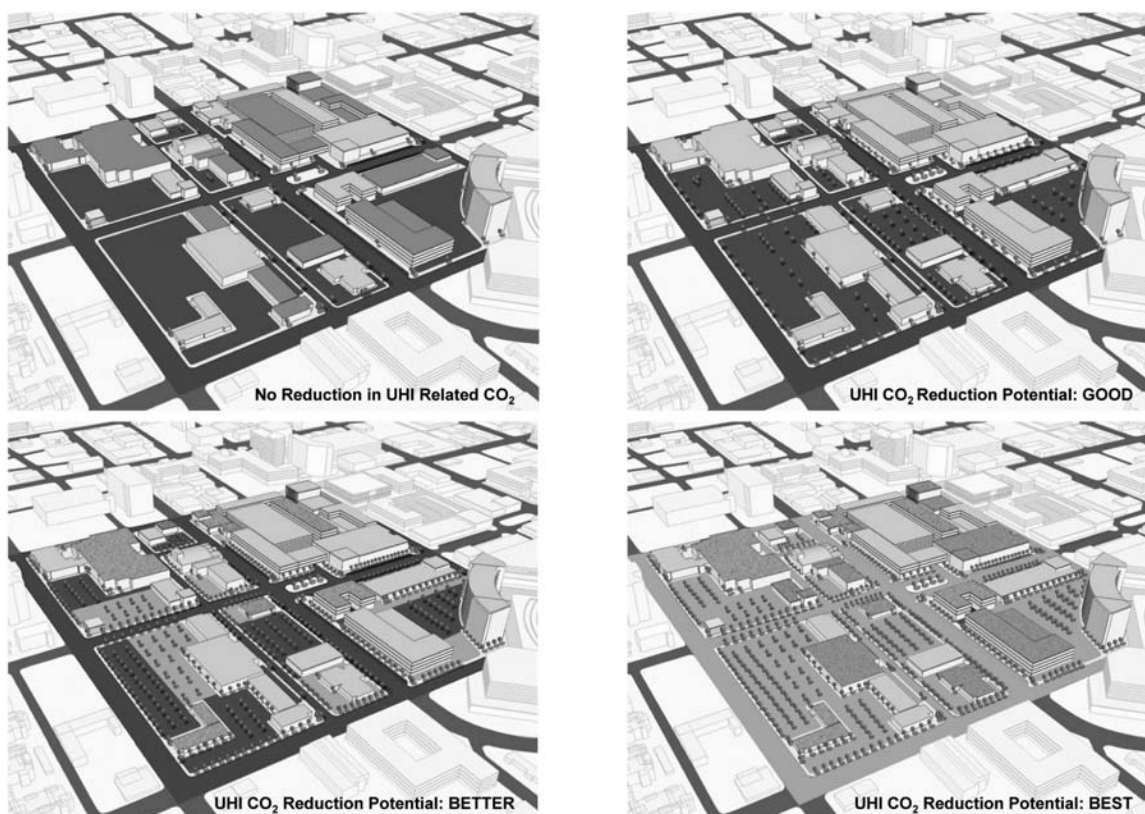 No Reduction in UHI Related CO₂
UHI CO₂ Reduction Potential: GOOD
UHI CO₂ Reduction Potential: BETTER
UHI CO₂ Reduction Potential: BEST